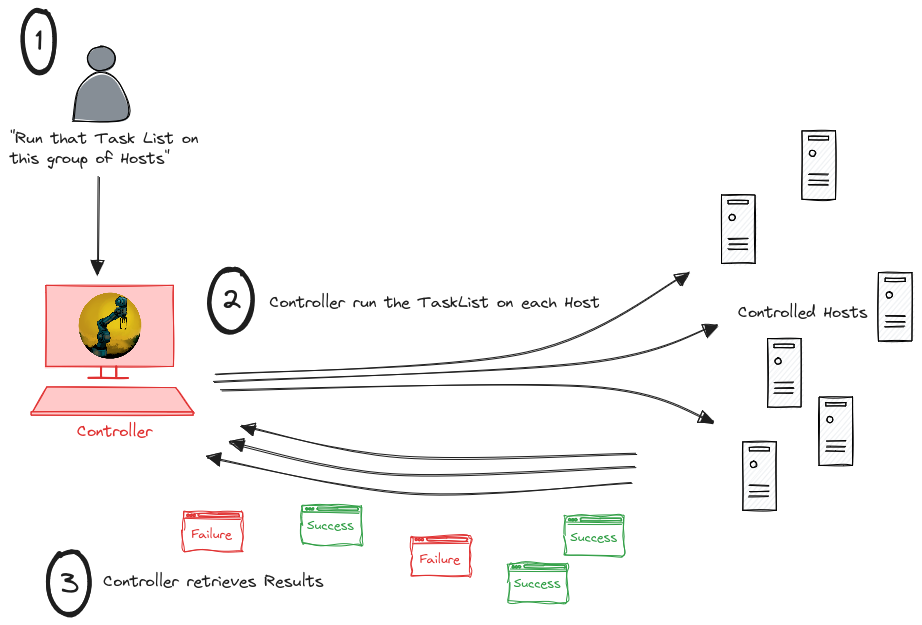 1
"Run that Task List on
this group of Hosts"
2
Controller run the TaskList on each Host
Controlled Hosts
Controller
Failure
Success
Failure
Success
Success
3
Controller retrieves Results